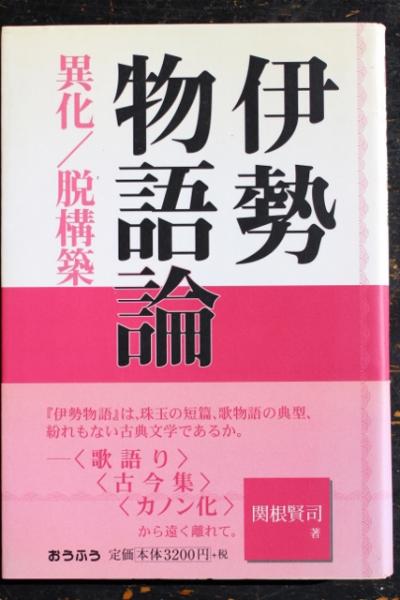 伊勢
物語論
異化／脱構築
『伊勢物語』は、珠玉の短篇、歌物語の典型、
紛れもない古典文学であるか。
―〈歌語り〉
〈古今集〉
〈カノン化〉
から遠く離れて。
関根賢司
著
おうふう 定価 本体3200円+税